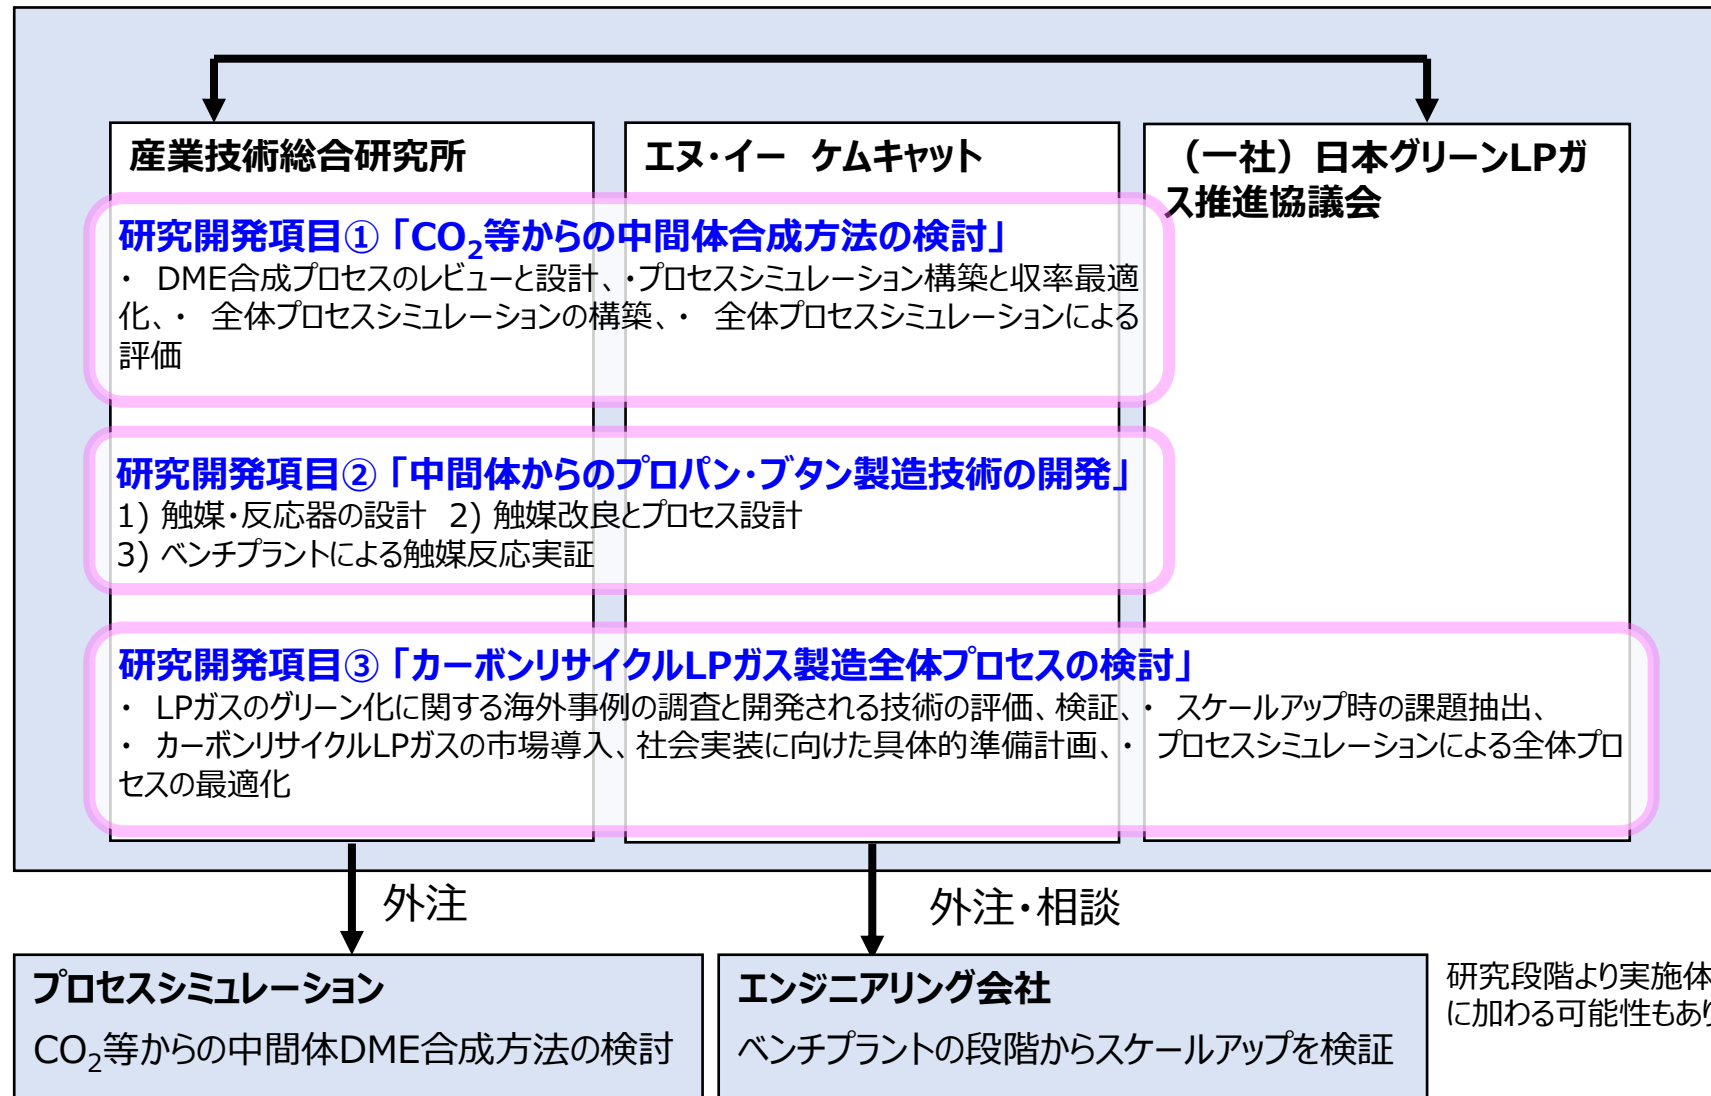 産業技術総合研究所
エヌ・イー ケムキャット
（一社）日本グリーンLPガ
ス推進協議会
研究開発項目①「CO₂等からの中間体合成方法の検討」
・ DME合成プロセスのレビューと設計、・プロセスシミュレーション構築と収率最適
化、・ 全体プロセスシミュレーションの構築、・ 全体プロセスシミュレーションによる
評価
研究開発項目②「中間体からのプロパン・ブタン製造技術の開発」
1) 触媒・反応器の設計 2) 触媒改良とプロセス設計
3) ベンチプラントによる触媒反応実証
研究開発項目③「カーボンリサイクルLPガス製造全体プロセスの検討」
・ LPガスのグリーン化に関する海外事例の調査と開発される技術の評価、検証、・ スケールアップ時の課題抽出、
・ カーボンリサイクルLPガスの市場導入、社会実装に向けた具体的準備計画、・ プロセスシミュレーションによる全体プロ
セスの最適化
外注
外注・相談
プロセスシミュレーション
CO₂等からの中間体DME合成方法の検討
エンジニアリング会社
ベンチプラントの段階からスケールアップを検証
研究段階より実施体
に加わる可能性もあ